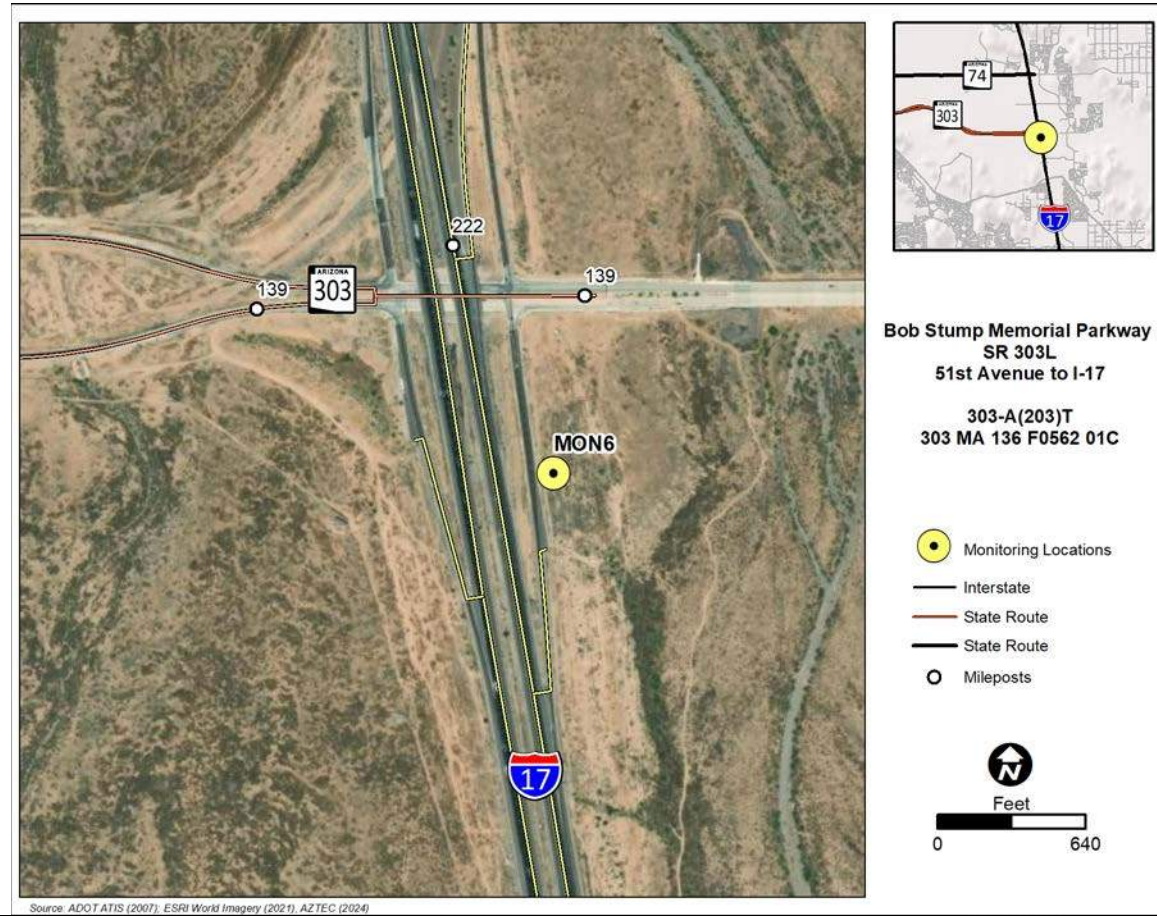 222
139
ARIZONA
303
139
MON6
17
Source: ADOT ATIS (2007); ESRI World Imagery (2021), AZTEC (2024)
ARIZONA
74
ARIZONA
303
17
Bob Stump Memorial Parkway
SR 303L
51st Avenue to I-17
303-A(203)T
303 MA 136 F0562 01C
Monitoring Locations
Interstate
State Route
State Route
Mileposts
N
Feet
0 640